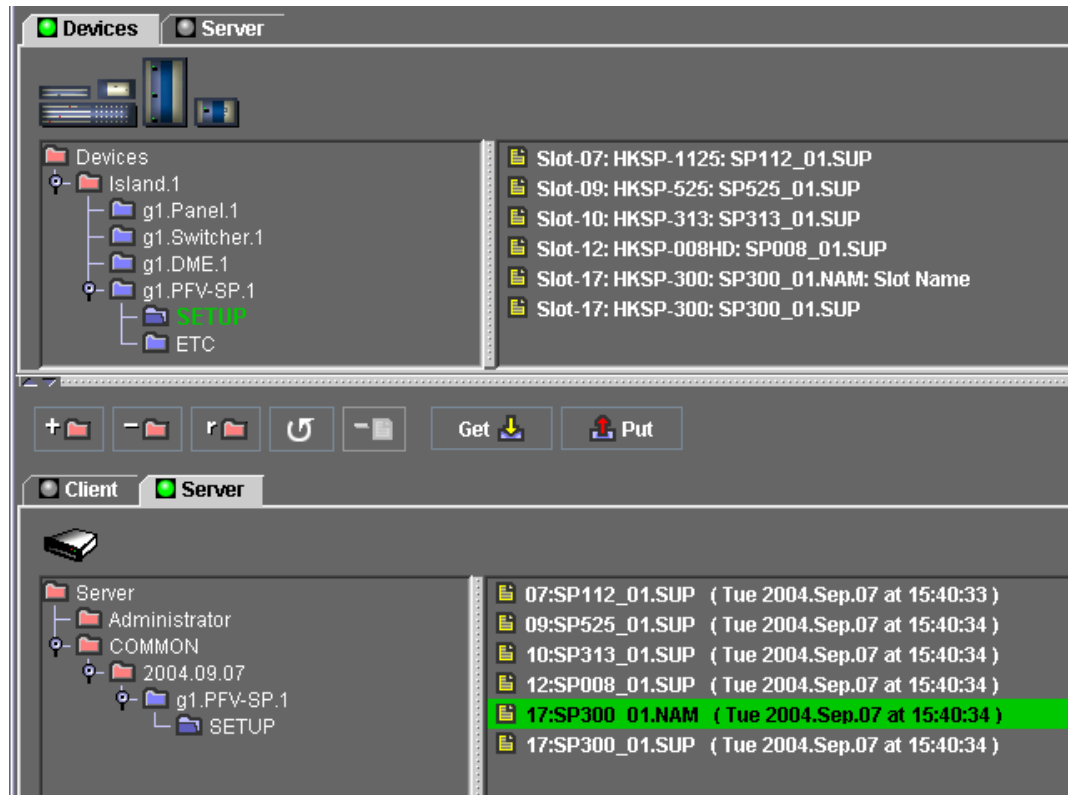 Devices Server
Devices
Island.1
g1.Panel.1
g1.Switcher.1
g1.DME.1
g1.PFV-SP.1
SETUP
ETC
Slot-07: HKSP-1125: SP112_01.SUP
Slot-09: HKSP-525: SP525_01.SUP
Slot-10: HKSP-313: SP313_01.SUP
Slot-12: HKSP-008HD: SP008_01.SUP
Slot-17: HKSP-300: SP300_01.NAM: Slot Name
Slot-17: HKSP-300: SP300_01.SUP
+ - r - Get Put
Client Server
Server
Administrator
COMMON
2004.09.07
g1.PFV-SP.1
SETUP
07:SP112_01.SUP ( Tue 2004.Sep.07 at 15:40:33 )
09:SP525_01.SUP ( Tue 2004.Sep.07 at 15:40:34 )
10:SP313_01.SUP ( Tue 2004.Sep.07 at 15:40:34 )
12:SP008_01.SUP ( Tue 2004.Sep.07 at 15:40:34 )
17:SP300_01.NAM ( Tue 2004.Sep.07 at 15:40:34 )
17:SP300_01.SUP ( Tue 2004.Sep.07 at 15:40:34 )